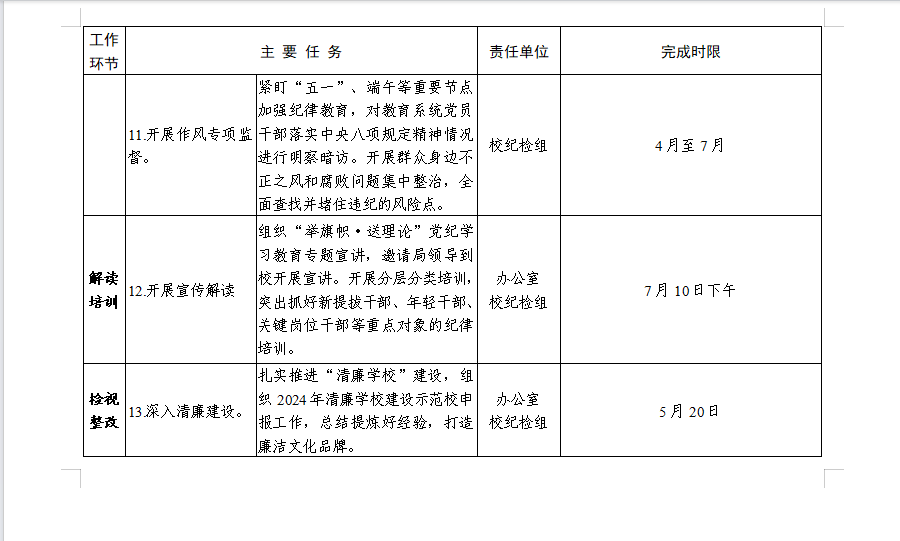 工作
环节
主 要 任 务
责任单位
完成时限
11.开展作风专项监
督。
紧盯“五一”、端午等重要节点
加强纪律教育，对教育系统党员
干部落实中央八项规定精神情况
进行明察暗访。开展群众身边不
正之风和腐败问题集中整治，全
面查找并堵住违纪的风险点。
校纪检组
4 月至 7 月
解读
培训
12.开展宣传解读
组织“举旗帜·送理论”党纪学
习教育专题宣讲，邀请局领导到
校开展宣讲。开展分层分类培训，
突出抓好新提拔干部、年轻干部、
关键岗位干部等重点对象的纪律
培训。
办公室
校纪检组
7 月 10 日下午
检视
整改
13.深入清廉建设。
扎实推进“清廉学校”建设，组
织 2024 年清廉学校建设示范校申
报工作，总结提炼好经验，打造
廉洁文化品牌。
办公室
校纪检组
5 月 20 日